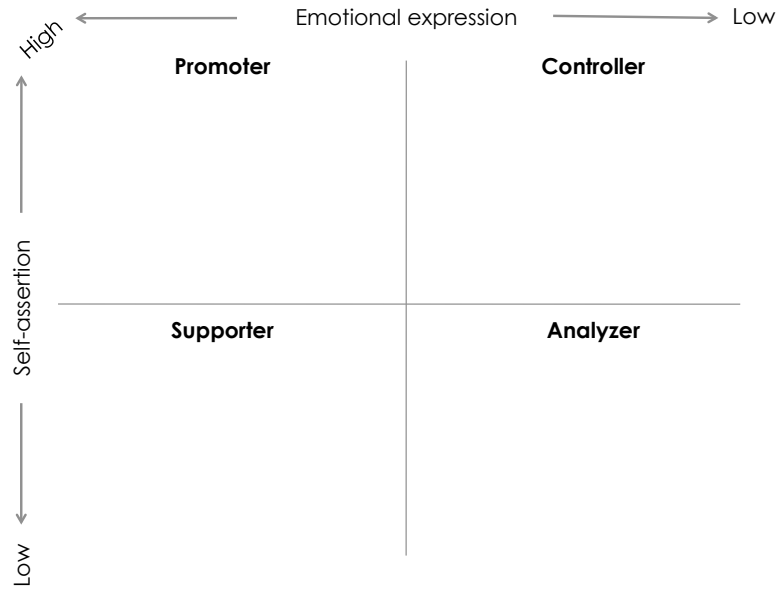 High
Emotional expression
Low
Promoter
Controller
Self-assertion
Supporter
Analyzer
Low